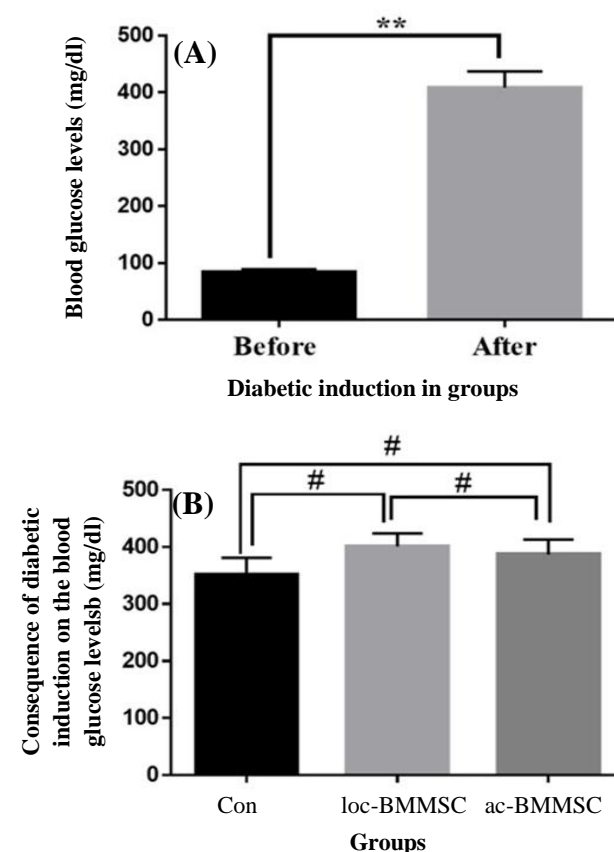 (A)
**
Blood glucose levels (mg/dl)
500
400
300
200
100
0
Before After
Diabetic induction in groups
(B)
#
# #
Consequence of diabetic
induction on the blood
glucose levelsb (mg/dl)
500
400
300
200
100
0
Con loc-BMMSC ac-BMMSC
Groups